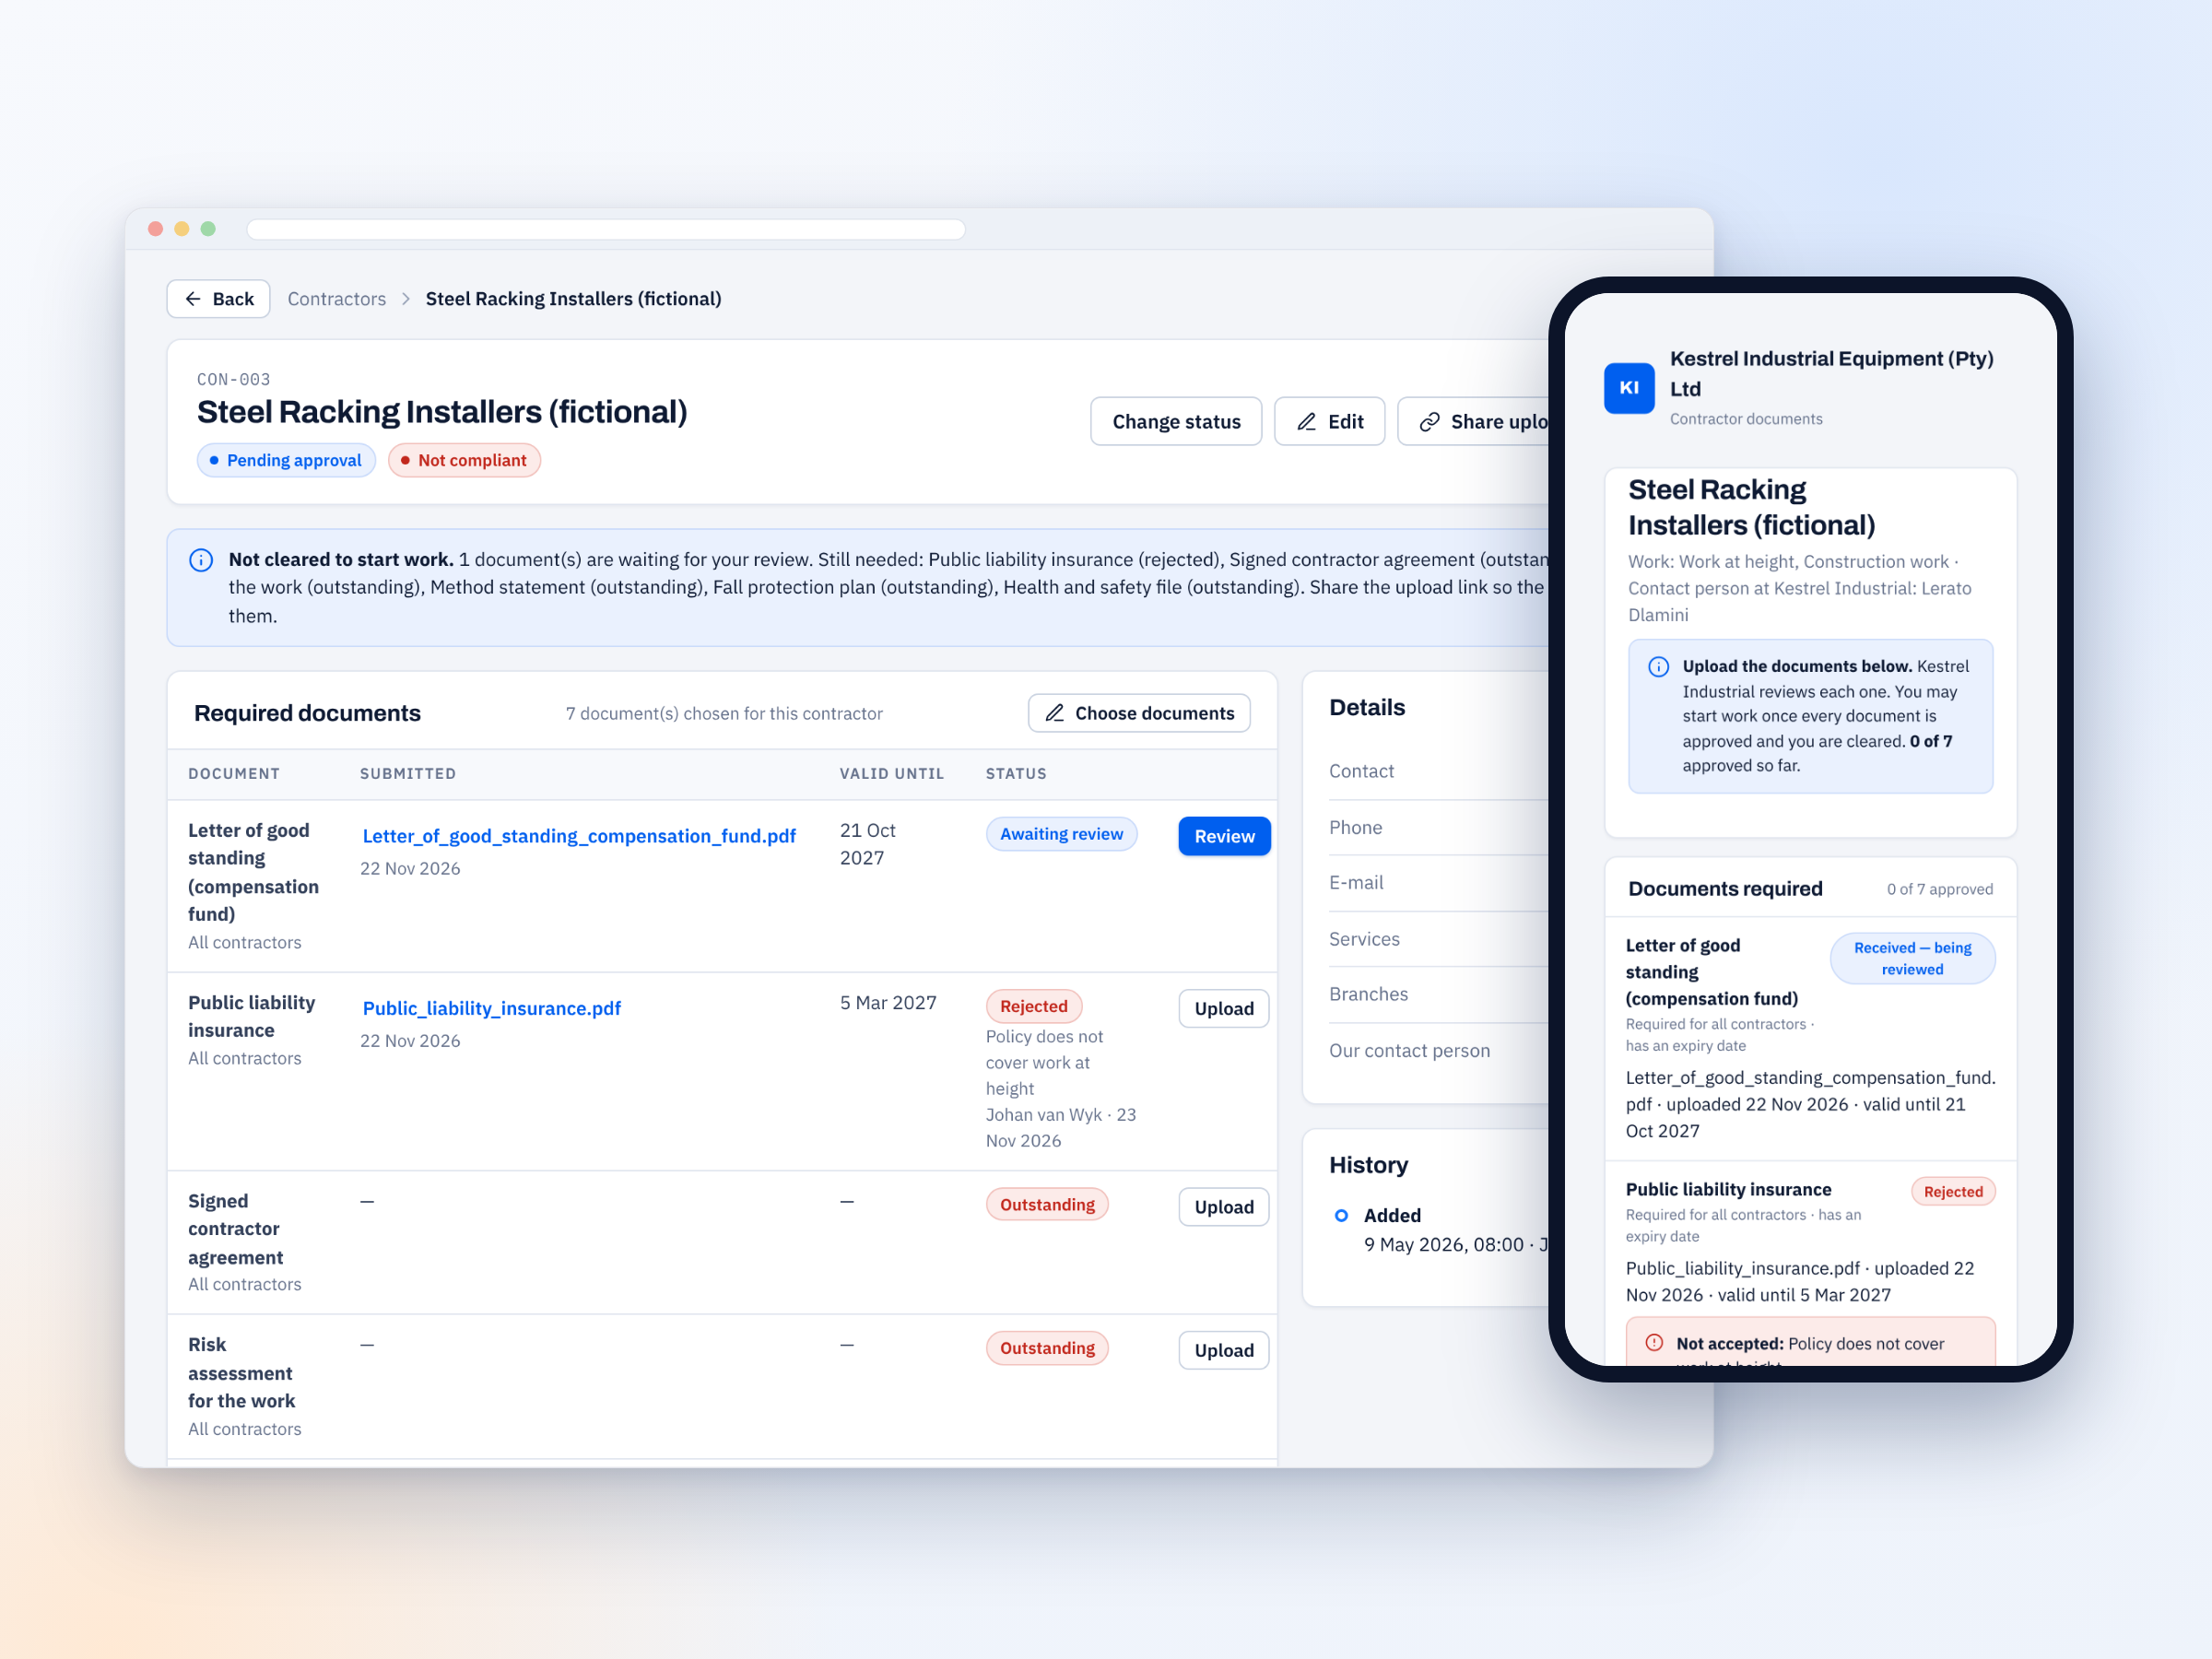 Back
Contractors
Steel Racking Installers (fictional)
CON-003
Steel Racking Installers (fictional)
Pending approval
Not compliant
Change status
Edit
Share
Not cleared to start work. 1 document(s) are waiting for your review. Still needed: Public liability insurance (rejected), Signed contractor agreement
the work (outstanding), Method statement (outstanding), Fall protection plan (outstanding), Health and safety file (outstanding). Share the upload link so the
them.
Required documents
7 document(s) chosen for this contractor
Choose documents
DOCUMENT SUBMITTED VALID UNTIL STATUS
Letter of good
standing
(compensation
fund)
All contractors
Letter_of_good_standing_compensation_fund.pdf
22 Nov 2026
21 Oct
2027
Awaiting review
Review
Public liability
insurance
All contractors
Public_liability_insurance.pdf
22 Nov 2026
5 Mar 2027
Rejected
Policy does not
cover work at
height
Johan van Wyk · 23
Nov 2026
Upload
Signed
contractor
agreement
All contractors
—
—
Outstanding
Upload
Risk
assessment
for the work
All contractors
—
—
Outstanding
Upload
Details
Contact
Phone
E-mail
Services
Branches
Our contact person
History
Added
9 May 2026, 08:00 ·
KI
Kestrel Industrial Equipment (Pty)
Ltd
Contractor documents
Steel Racking
Installers (fictional)
Work: Work at height, Construction work ·
Contact person at Kestrel Industrial: Lerato
Dlamini
Upload the documents below. Kestrel
Industrial reviews each one. You may
start work once every document is
approved and you are cleared. 0 of 7
approved so far.
Documents required
0 of 7 approved
Letter of good
standing
(compensation fund)
Required for all contractors ·
has an expiry date
Received — being
reviewed
Letter_of_good_standing_compensation_fund.
pdf · uploaded 22 Nov 2026 · valid until 21
Oct 2027
Public liability insurance
Rejected
Required for all contractors · has an
expiry date
Public_liability_insurance.pdf · uploaded 22
Nov 2026 · valid until 5 Mar 2027
Not accepted: Policy does not cover